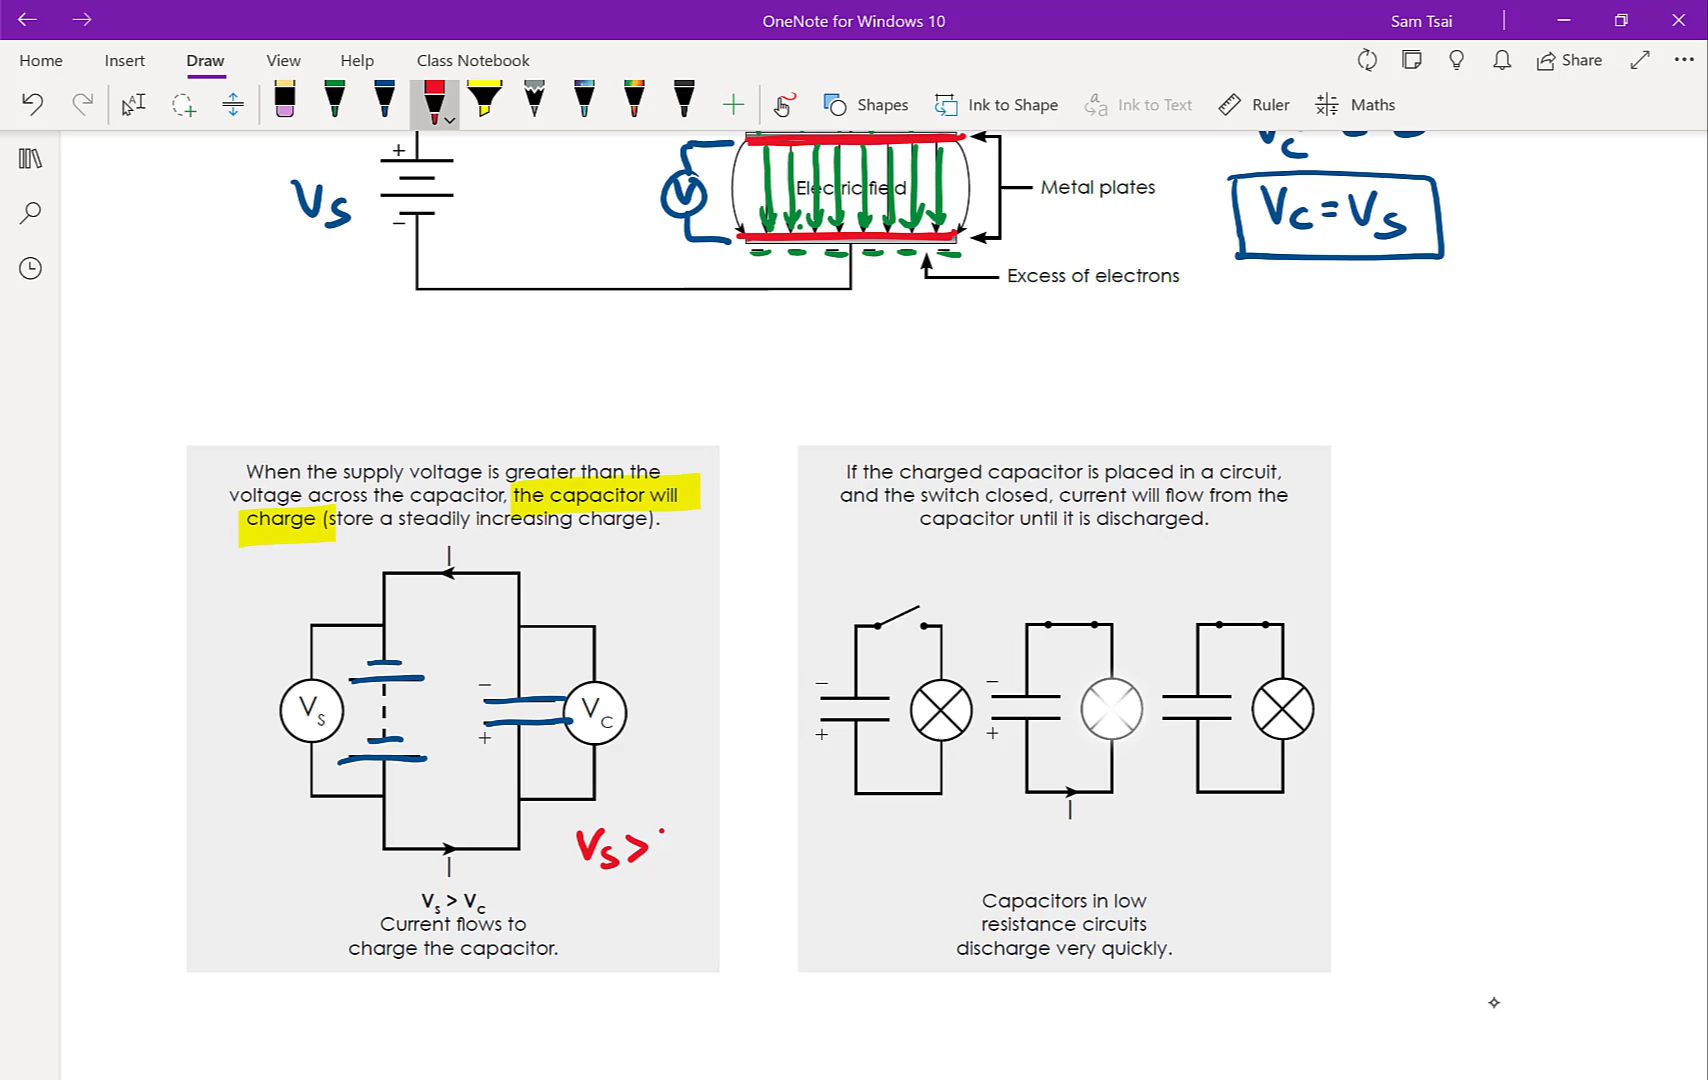 OneNote for Windows 10
Sam Tsai
Home
Insert
Draw
View
Help
Class Notebook
Share
Shapes
Ink to Shape
Ink to Text
Ruler
Maths
+
Vs
−
V
Electric field
Metal plates
Vc
Vc = Vs
Excess of electrons
When the supply voltage is greater than the
voltage across the capacitor, the capacitor will
charge (store a steadily increasing charge).
I
Vs
−
+
Vc
I
Vs >
Vs > Vc
Current flows to
charge the capacitor.
If the charged capacitor is placed in a circuit,
and the switch closed, current will flow from the
capacitor until it is discharged.
− −
+ +
I
Capacitors in low
resistance circuits
discharge very quickly.